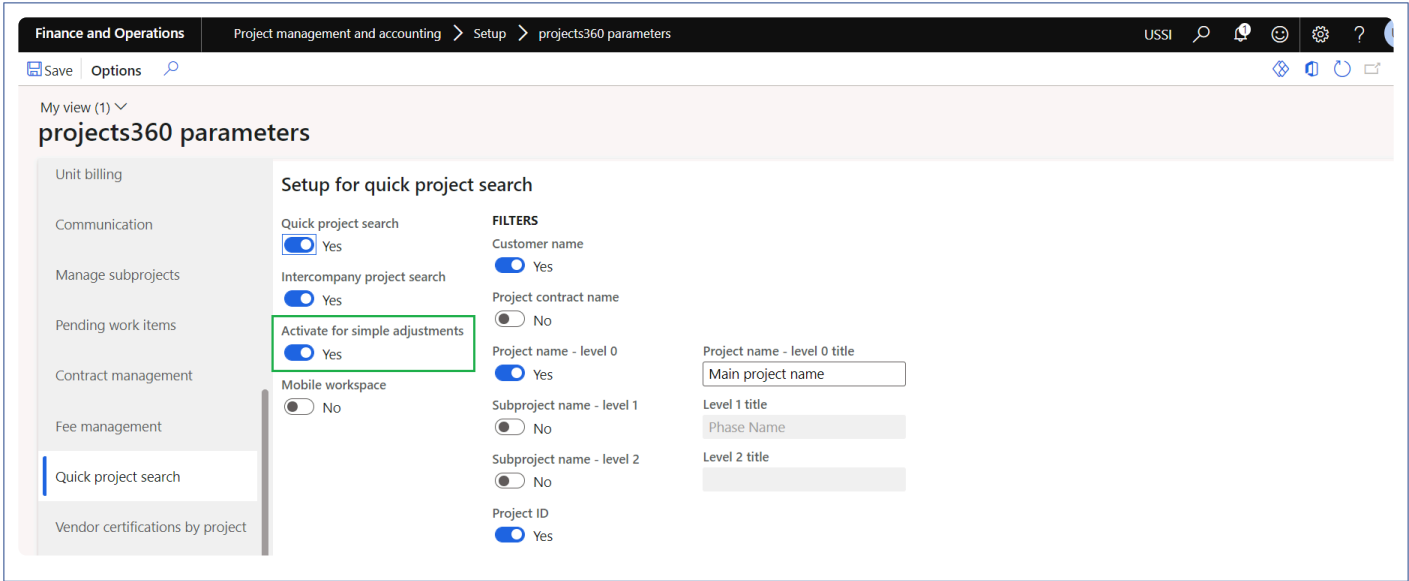 Finance and Operations
Project management and accounting > Setup > projects360 parameters
USSI
1
?
Save
Options
My view (1)
projects360 parameters
Unit billing
Communication
Manage subprojects
Pending work items
Contract management
Fee management
Quick project search
Vendor certifications by project
Setup for quick project search
Quick project search
Yes
Intercompany project search
Yes
Activate for simple adjustments
Yes
Mobile workspace
No
FILTERS
Customer name
Yes
Project contract name
No
Project name - level 0
Yes
Subproject name - level 1
No
Subproject name - level 2
No
Project ID
Yes
Project name - level 0 title
Main project name
Level 1 title
Phase Name
Level 2 title